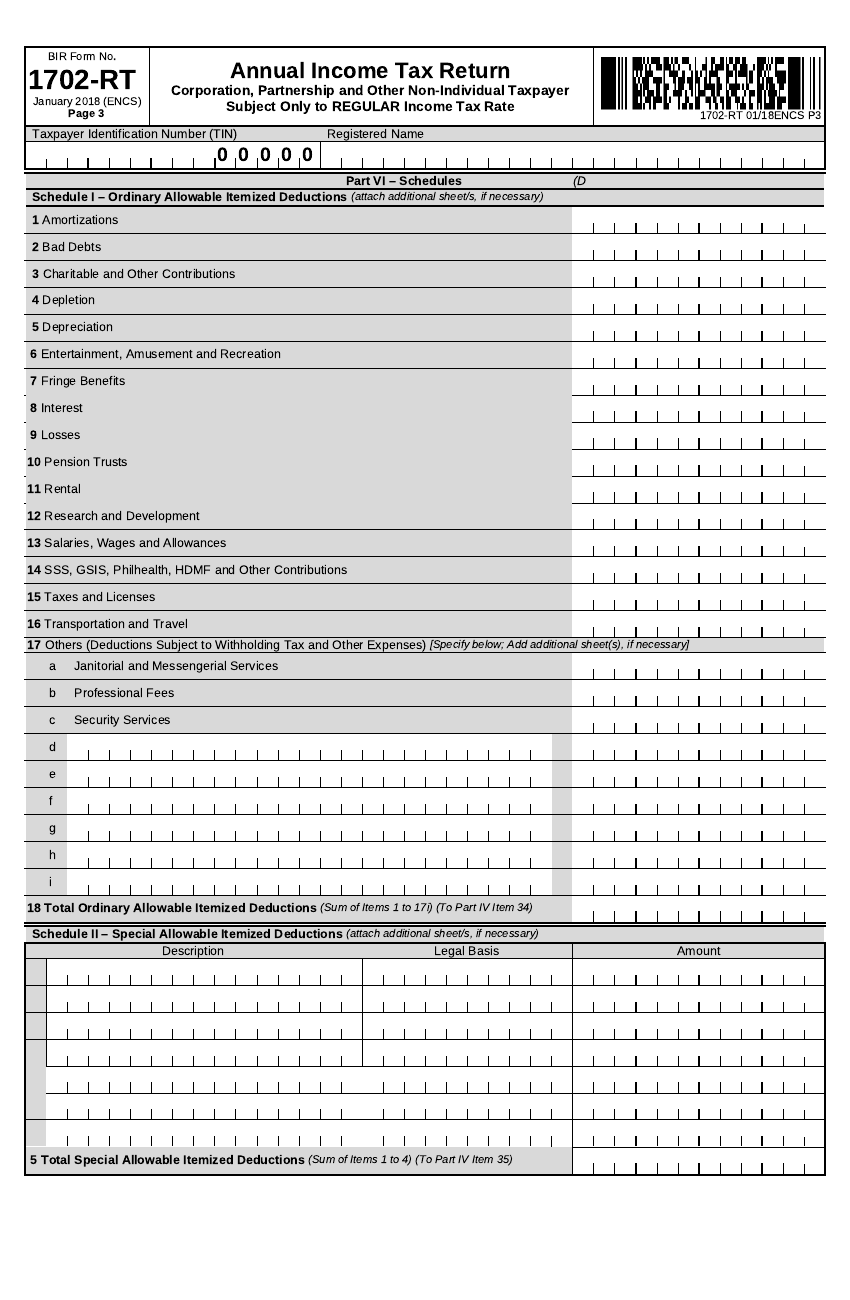 BIR Form No.
1702-RT
January 2018 (ENCS)
Page 3
Annual Income Tax Return
Corporation, Partnership and Other Non-Individual Taxpayer
Subject Only to REGULAR Income Tax Rate
1702-RT 01/18ENCS P3
Taxpayer Identification Number (TIN) Registered Name
0 0 0 0 0
Part VI – Schedules (D
Schedule I – Ordinary Allowable Itemized Deductions (attach additional sheet/s, if necessary)
1 Amortizations
2 Bad Debts
3 Charitable and Other Contributions
4 Depletion
5 Depreciation
6 Entertainment, Amusement and Recreation
7 Fringe Benefits
8 Interest
9 Losses
10 Pension Trusts
11 Rental
12 Research and Development
13 Salaries, Wages and Allowances
14 SSS, GSIS, Philhealth, HDMF and Other Contributions
15 Taxes and Licenses
16 Transportation and Travel
17 Others (Deductions Subject to Withholding Tax and Other Expenses) [Specify below; Add additional sheet(s), if necessary]
a Janitorial and Messengerial Services
b Professional Fees
c Security Services
d
e
f
g
h
i
18 Total Ordinary Allowable Itemized Deductions (Sum of Items 1 to 17i) (To Part IV Item 34)
Schedule II – Special Allowable Itemized Deductions (attach additional sheet/s, if necessary)
Description Legal Basis Amount
5 Total Special Allowable Itemized Deductions (Sum of Items 1 to 4) (To Part IV Item 35)